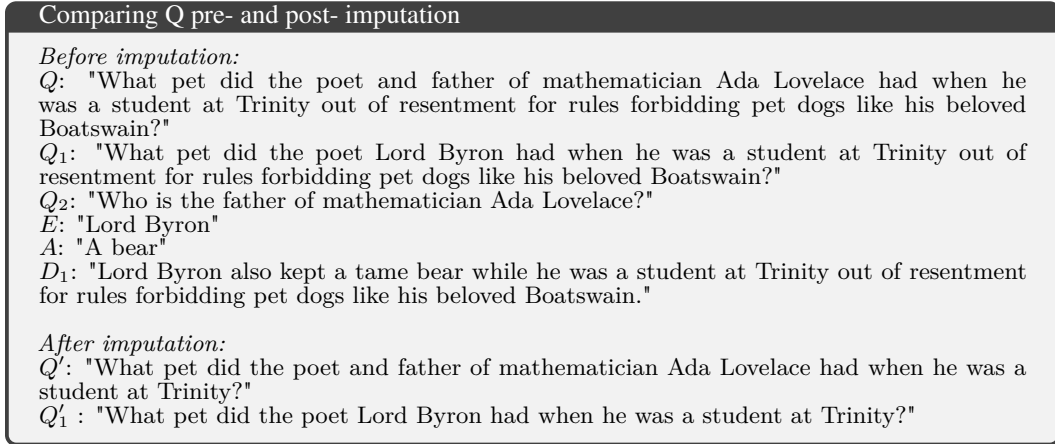 Comparing Q pre- and post- imputation
Before imputation:
Q: "What pet did the poet and father of mathematician Ada Lovelace had when he
was a student at Trinity out of resentment for rules forbidding pet dogs like his beloved
Boatswain?"
Q₁: "What pet did the poet Lord Byron had when he was a student at Trinity out of
resentment for rules forbidding pet dogs like his beloved Boatswain?"
Q₂: "Who is the father of mathematician Ada Lovelace?"
E: "Lord Byron"
A: "A bear"
D₁: "Lord Byron also kept a tame bear while he was a student at Trinity out of resentment
for rules forbidding pet dogs like his beloved Boatswain."
After imputation:
Q′: "What pet did the poet and father of mathematician Ada Lovelace had when he was a
student at Trinity?"
Q′₁ : "What pet did the poet Lord Byron had when he was a student at Trinity?"